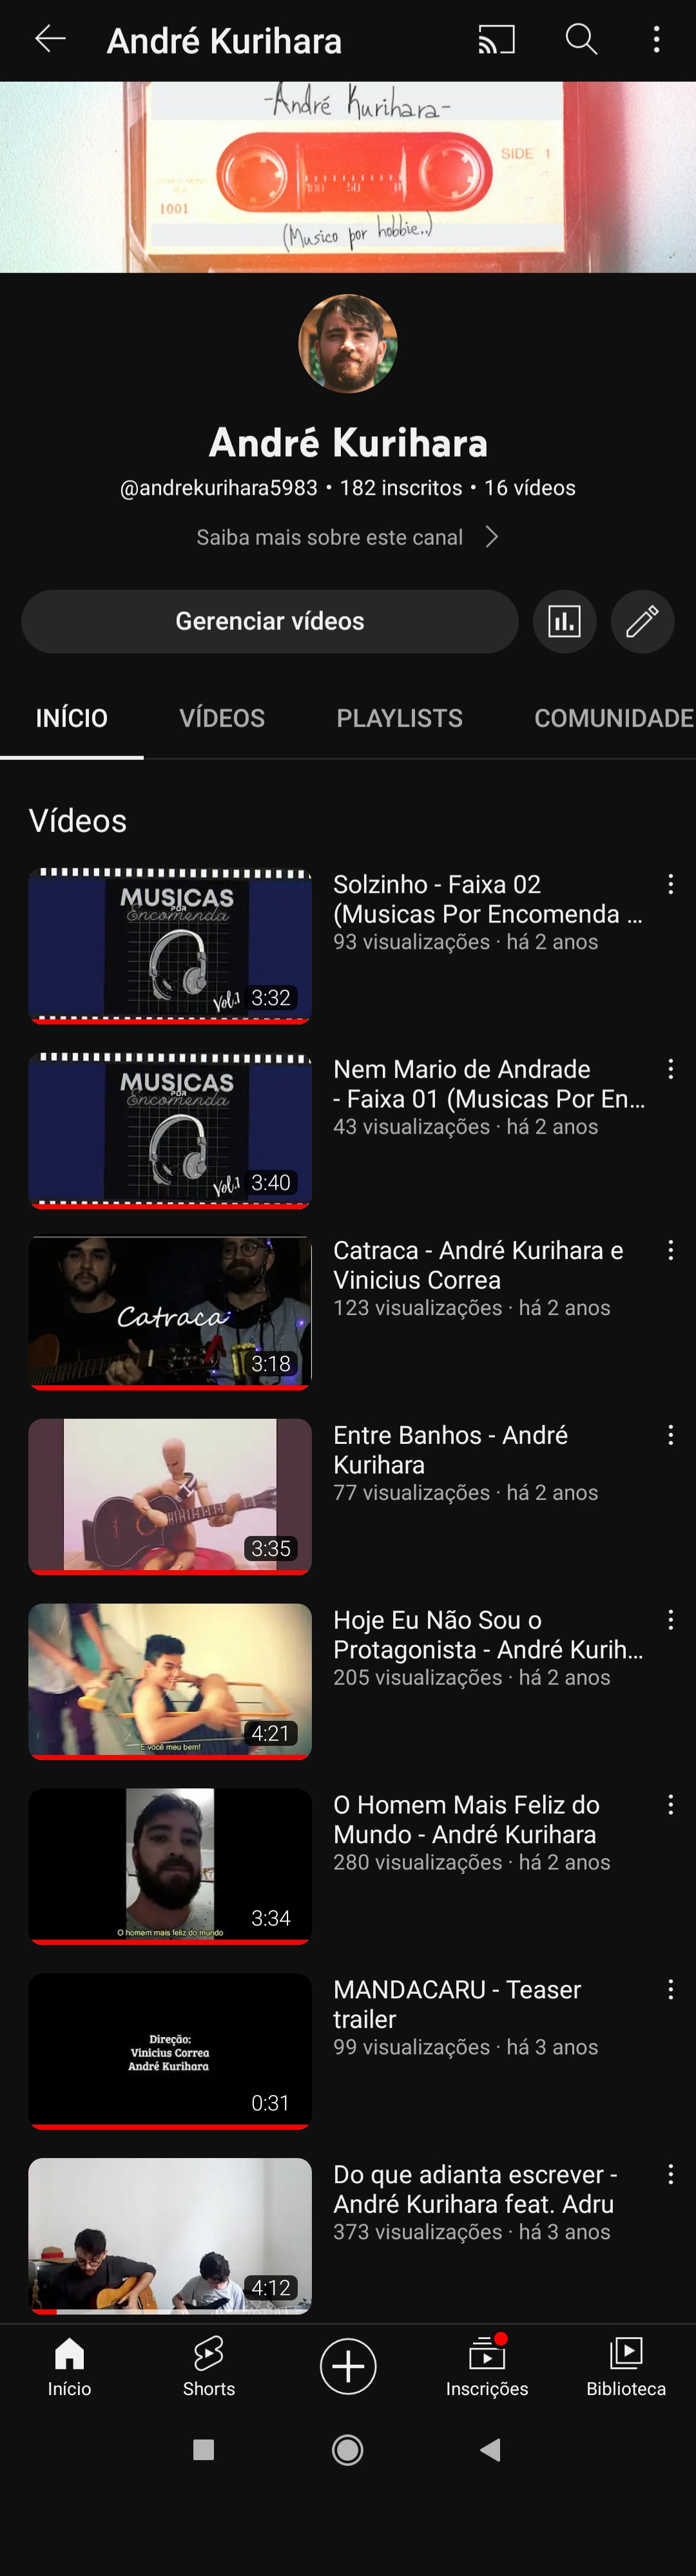 André Kurihara
-André Kurihara-
SIDE 1
1001
(Musico por hobbie..)
André Kurihara
@andrekurihara5983 • 182 inscritos • 16 vídeos
Saiba mais sobre este canal
Gerenciar vídeos
INÍCIO VÍDEOS PLAYLISTS COMUNIDADE
Vídeos
MUSICAS
POR
Encomenda
Vol.1
3:32
Solzinho - Faixa 02
(Musicas Por Encomenda ...
93 visualizações · há 2 anos
MUSICAS
POR
Encomenda
Vol.1
3:40
Nem Mario de Andrade
- Faixa 01 (Musicas Por En...
43 visualizações · há 2 anos
Catraca
3:18
Catraca - André Kurihara e
Vinicius Correa
123 visualizações · há 2 anos
3:35
Entre Banhos - André
Kurihara
77 visualizações · há 2 anos
4:21
E você meu bem!
Hoje Eu Não Sou o
Protagonista - André Kurih...
205 visualizações · há 2 anos
3:34
O homem mais feliz do mundo
O Homem Mais Feliz do
Mundo - André Kurihara
280 visualizações · há 2 anos
Direção:
Vinicius Correa
André Kurihara
0:31
MANDACARU - Teaser
trailer
99 visualizações · há 3 anos
4:12
Do que adianta escrever -
André Kurihara feat. Adru
373 visualizações · há 3 anos
Início Shorts Inscrições Biblioteca